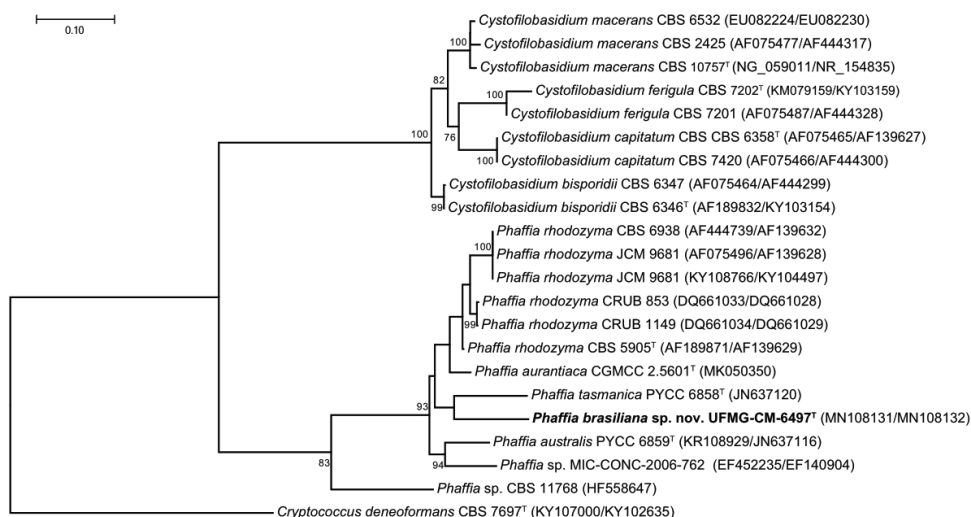 0.10
Cystofilobasidium macerans CBS 6532 (EU082224/EU082230)
100
Cystofilobasidium macerans CBS 2425 (AF075477/AF444317)
Cystofilobasidium macerans CBS 10757ᵀ (NG_059011/NR_154835)
82
Cystofilobasidium ferigula CBS 7202ᵀ (KM079159/KY103159)
100
Cystofilobasidium ferigula CBS 7201 (AF075487/AF444328)
100
76
Cystofilobasidium capitatum CBS CBS 6358ᵀ (AF075465/AF139627)
100
Cystofilobasidium capitatum CBS 7420 (AF075466/AF444300)
Cystofilobasidium bisporidii CBS 6347 (AF075464/AF444299)
99
Cystofilobasidium bisporidii CBS 6346ᵀ (AF189832/KY103154)
Phaffia rhodozyma CBS 6938 (AF444739/AF139632)
100
Phaffia rhodozyma JCM 9681 (AF075496/AF139628)
Phaffia rhodozyma JCM 9681 (KY108766/KY104497)
Phaffia rhodozyma CRUB 853 (DQ661033/DQ661028)
99
Phaffia rhodozyma CRUB 1149 (DQ661034/DQ661029)
Phaffia rhodozyma CBS 5905ᵀ (AF189871/AF139629)
Phaffia aurantiaca CGMCC 2.5601ᵀ (MK050350)
Phaffia tasmanica PYCC 6858ᵀ (JN637120)
93
Phaffia brasiliana sp. nov. UFMG-CM-6497ᵀ (MN108131/MN108132)
Phaffia australis PYCC 6859ᵀ (KR108929/JN637116)
83
94
Phaffia sp. MIC-CONC-2006-762 (EF452235/EF140904)
Phaffia sp. CBS 11768 (HF558647)
Cryptococcus deneoformans CBS 7697ᵀ (KY107000/KY102635)